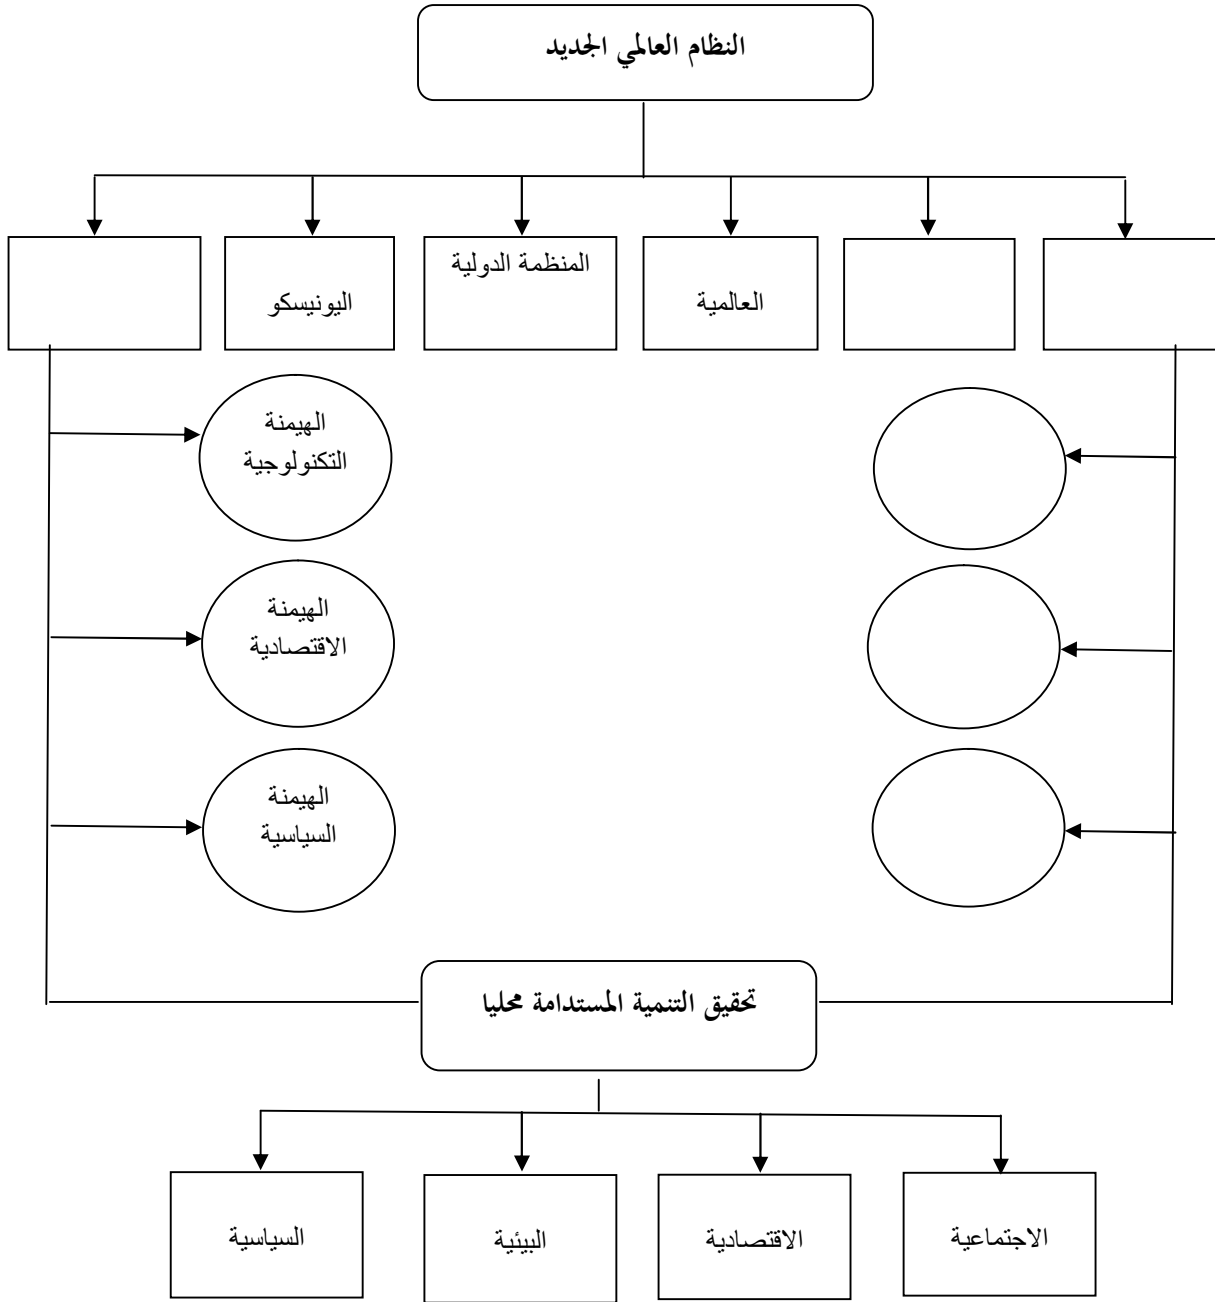 النظام العالمي الجديد
العالمية
المنظمة الدولية
اليونيسكو
الهيمنة
التكنولوجية
الهيمنة
الاقتصادية
الهيمنة
السياسية
تحقيق التنمية المستدامة محليا
الاجتماعية
الاقتصادية
البيئية
السياسية